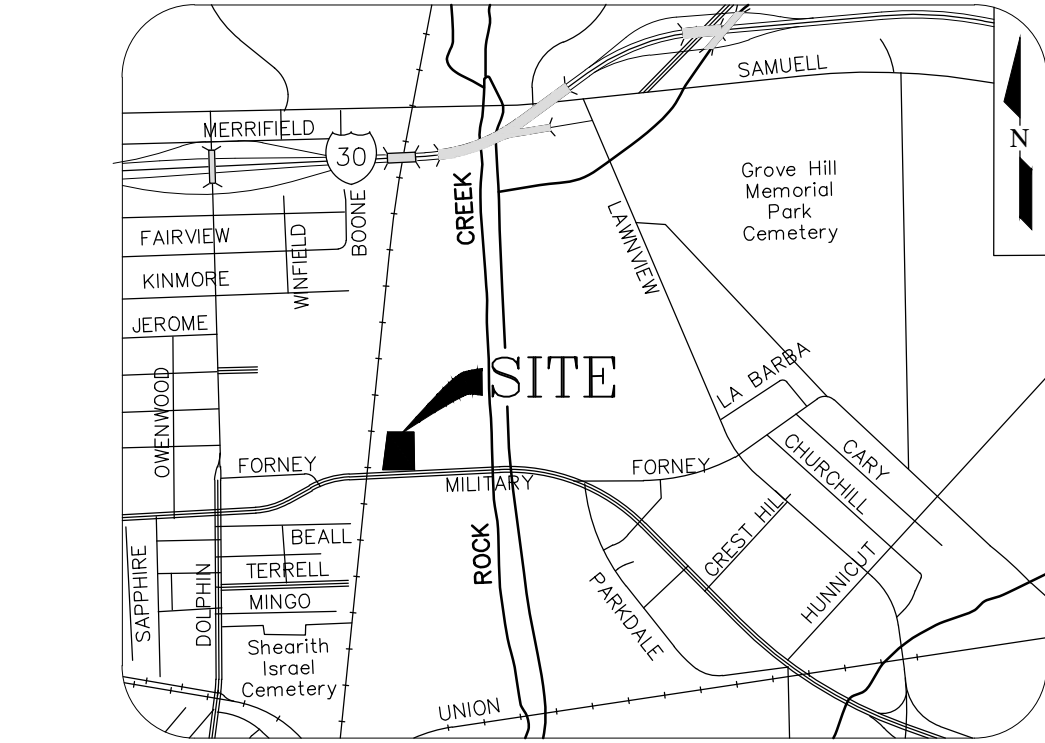 SAMUELL
MERRIFIELD
N
30
Grove Hill
Memorial
Park
Cemetery
CREEK
BOONE
LAWNVIEW
FAIRVIEW
WINFIELD
KINMORE
JEROME
LA BARBA
SITE
OWENWOOD
FORNEY
FORNEY
MILITARY
CARY
CHURCHILL
CREST HILL
ROCK
BEALL
TERRELL
MINGO
SAPPHIRE
DOLPHIN
HUNNICUT
PARKDALE
Shearith
Israel
Cemetery
UNION